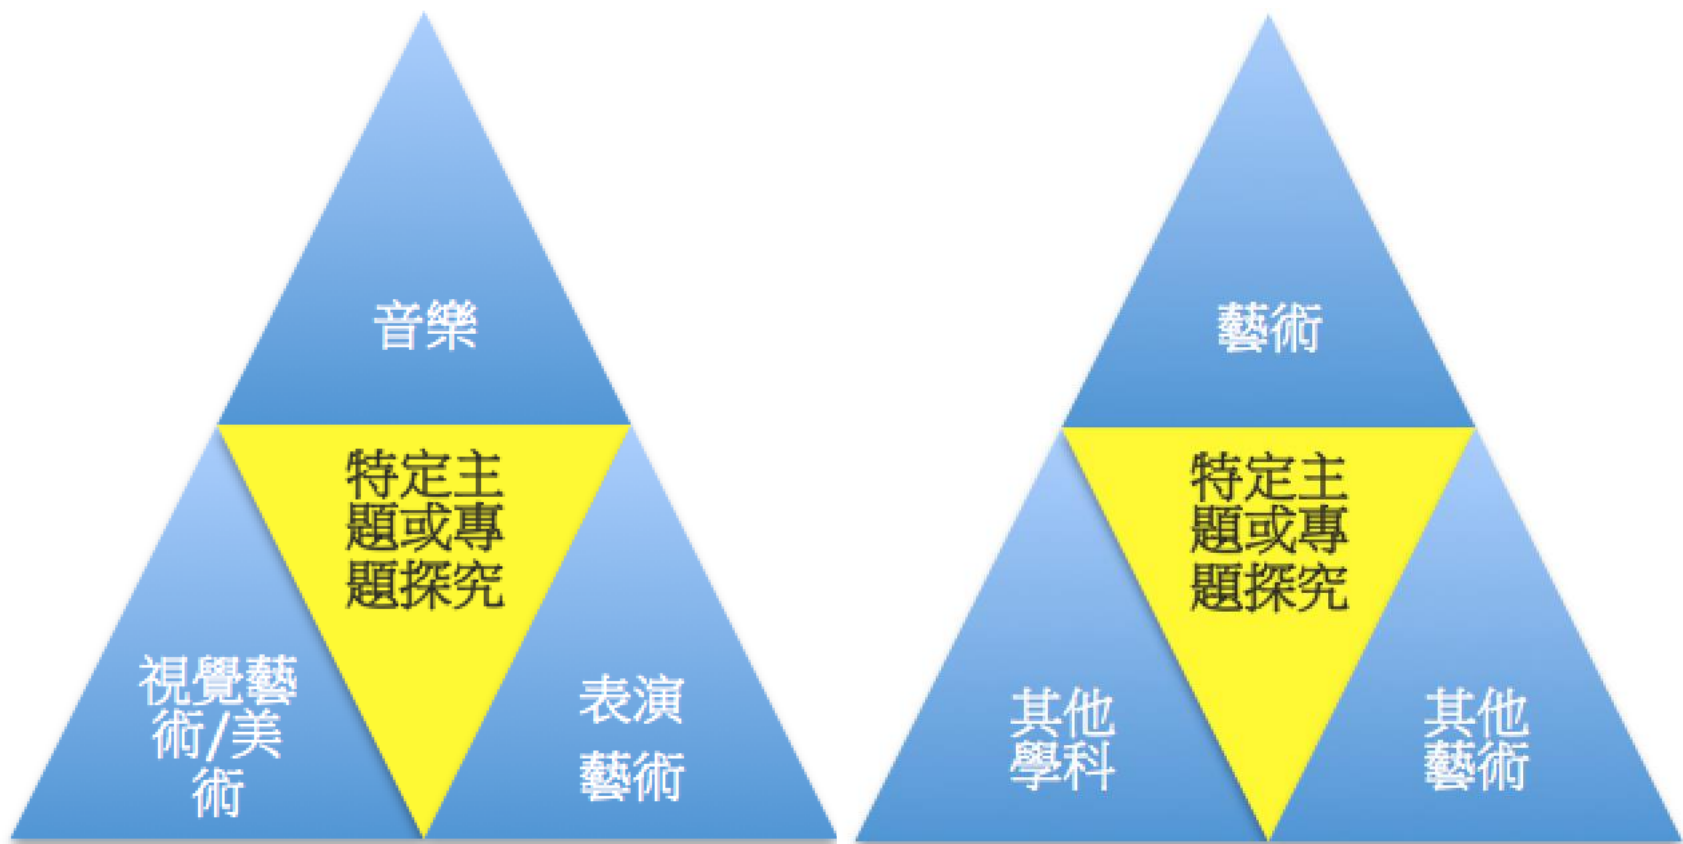 音樂
特定主
題或專
題探究
視覺藝
術/美
術
表演
藝術
藝術
特定主
題或專
題探究
其他
學科
其他
藝術